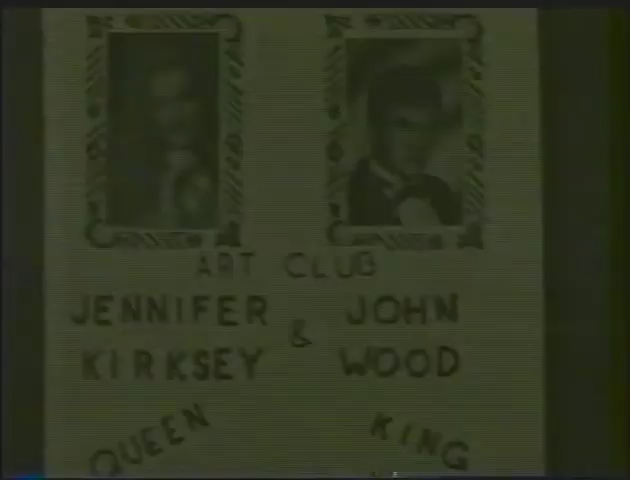 ART CLUB
JENNIFER JOHN
&
KIRKSEY WOOD
QUEEN KING